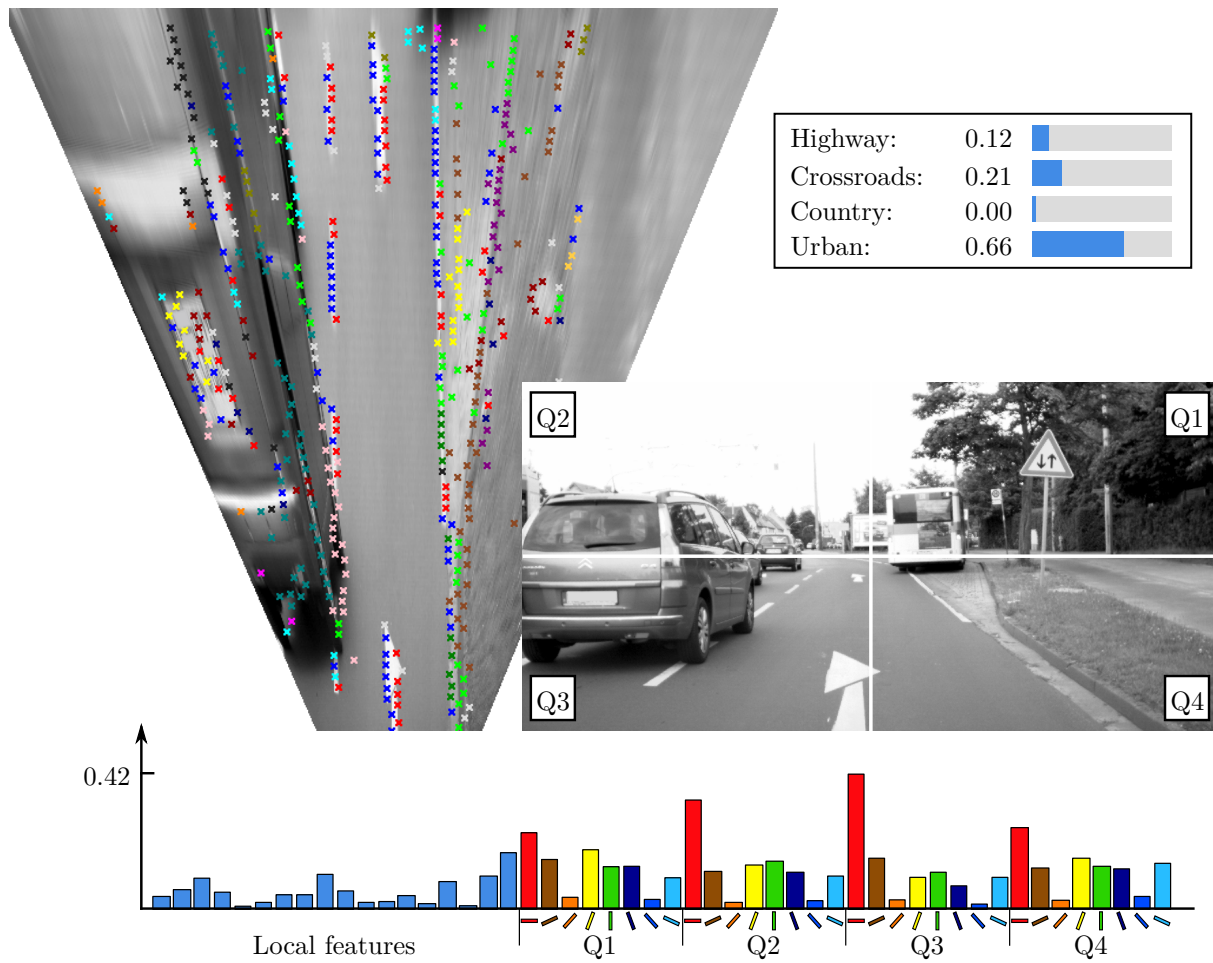 Highway: 0.12
Crossroads: 0.21
Country: 0.00
Urban: 0.66
Q2
Q1
Q3
Q4
0.42
Local features
Q1
Q2
Q3
Q4